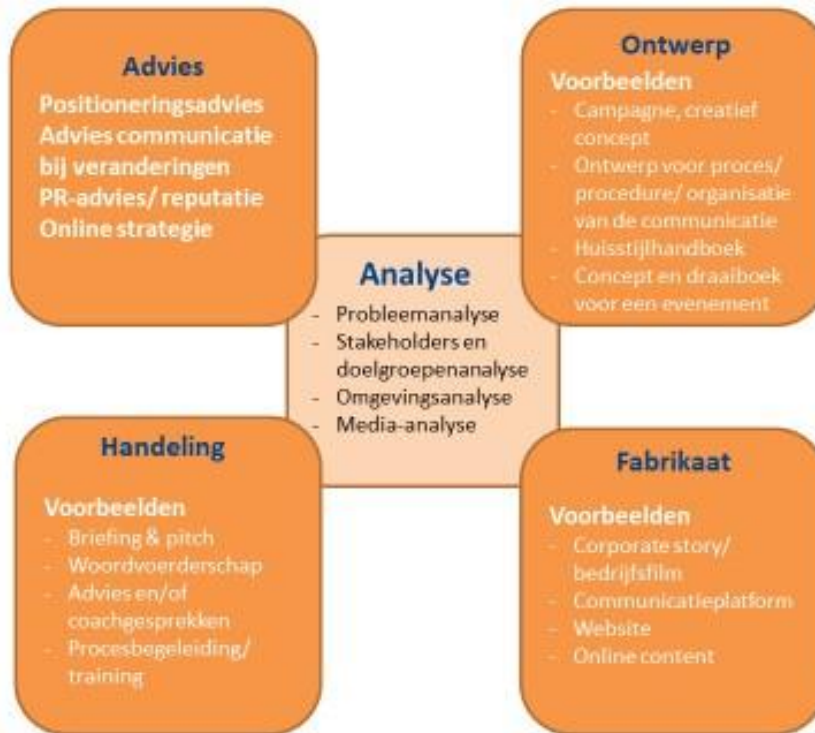 Advies
Positioneringsadvies
Advies communicatie
bij veranderingen
PR-advies/ reputatie
Online strategie
Ontwerp
Voorbeelden
- Campagne, creatief
concept
- Ontwerp voor proces/
procedure/ organisatie
van de communicatie
- Huisstijlhandboek
- Concept en draaiboek
voor een evenement
Analyse
- Probleemanalyse
- Stakeholders en
doelgroepenanalyse
- Omgevingsanalyse
- Media-analyse
Handeling
Voorbeelden
- Briefing & pitch
- Woordvoerderschap
- Advies en/of
coachgesprekken
- Procesbegeleiding/
training
Fabrikaat
Voorbeelden
- Corporate story/
bedrijfsfilm
- Communicatieplatform
- Website
- Online content